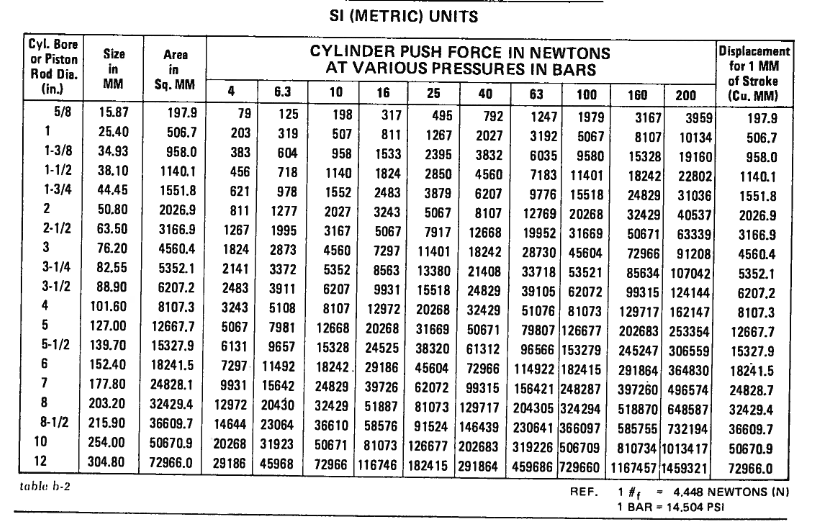 SI (METRIC) UNITS
Cyl. Bore or Piston Rod Dia. (in.) Size in MM Area in Sq. MM CYLINDER PUSH FORCE IN NEWTONS AT VARIOUS PRESSURES IN BARS Displacement for 1 MM of Stroke (Cu. MM)
4 6.3 10 16 25 40 63 100 160 200
5/8 15.87 197.9 79 125 198 317 495 792 1247 1979 3167 3959 197.9
1 25.40 506.7 203 319 507 811 1267 2027 3192 5067 8107 10134 506.7
1-3/8 34.93 958.0 383 604 958 1533 2395 3832 6035 9580 15328 19160 958.0
1-1/2 38.10 1140.1 456 718 1140 1824 2850 4560 7183 11401 18242 22802 1140.1
1-3/4 44.45 1551.8 621 978 1552 2483 3879 6207 9776 15518 24829 31036 1551.8
2 50.80 2026.9 811 1277 2027 3243 5067 8107 12769 20268 32429 40537 2026.9
2-1/2 63.50 3166.9 1267 1995 3167 5067 7917 12668 19952 31669 50671 63339 3166.9
3 76.20 4560.4 1824 2873 4560 7297 11401 18242 28730 45604 72966 91208 4560.4
3-1/4 82.55 5352.1 2141 3372 5352 8563 13380 21408 33718 53521 85634 107042 5352.1
3-1/2 88.90 6207.2 2483 3911 6207 9931 15518 24829 39105 62072 99315 124144 6207.2
4 101.60 8107.3 3243 5108 8107 12972 20268 32429 51076 81073 129717 162147 8107.3
5 127.00 12667.7 5067 7981 12668 20268 31669 50671 79807 126677 202683 253354 12667.7
5-1/2 139.70 15327.9 6131 9657 15328 24525 38320 61312 96566 153279 245247 306559 15327.9
6 152.40 18241.5 7297 11492 18242 29186 45604 72966 114922 182415 291864 364830 18241.5
7 177.80 24828.1 9931 15642 24829 39726 62072 99315 156421 248287 397260 496574 24828.7
8 203.20 32429.4 12972 20430 32429 51887 81073 129717 204305 324294 518870 648587 32429.4
8-1/2 215.90 36609.7 14644 23064 36610 58576 91524 146439 230641 366097 585755 732194 36609.7
10 254.00 50670.9 20268 31923 50671 81073 126677 202683 319226 506709 810734 1013417 50670.9
12 304.80 72966.0 29186 45968 72966 116746 182415 291864 459686 729660 1167457 1459321 72966.0
table b-2
REF. 1 #f = 4.448 NEWTONS (N)
1 BAR = 14.504 PSI